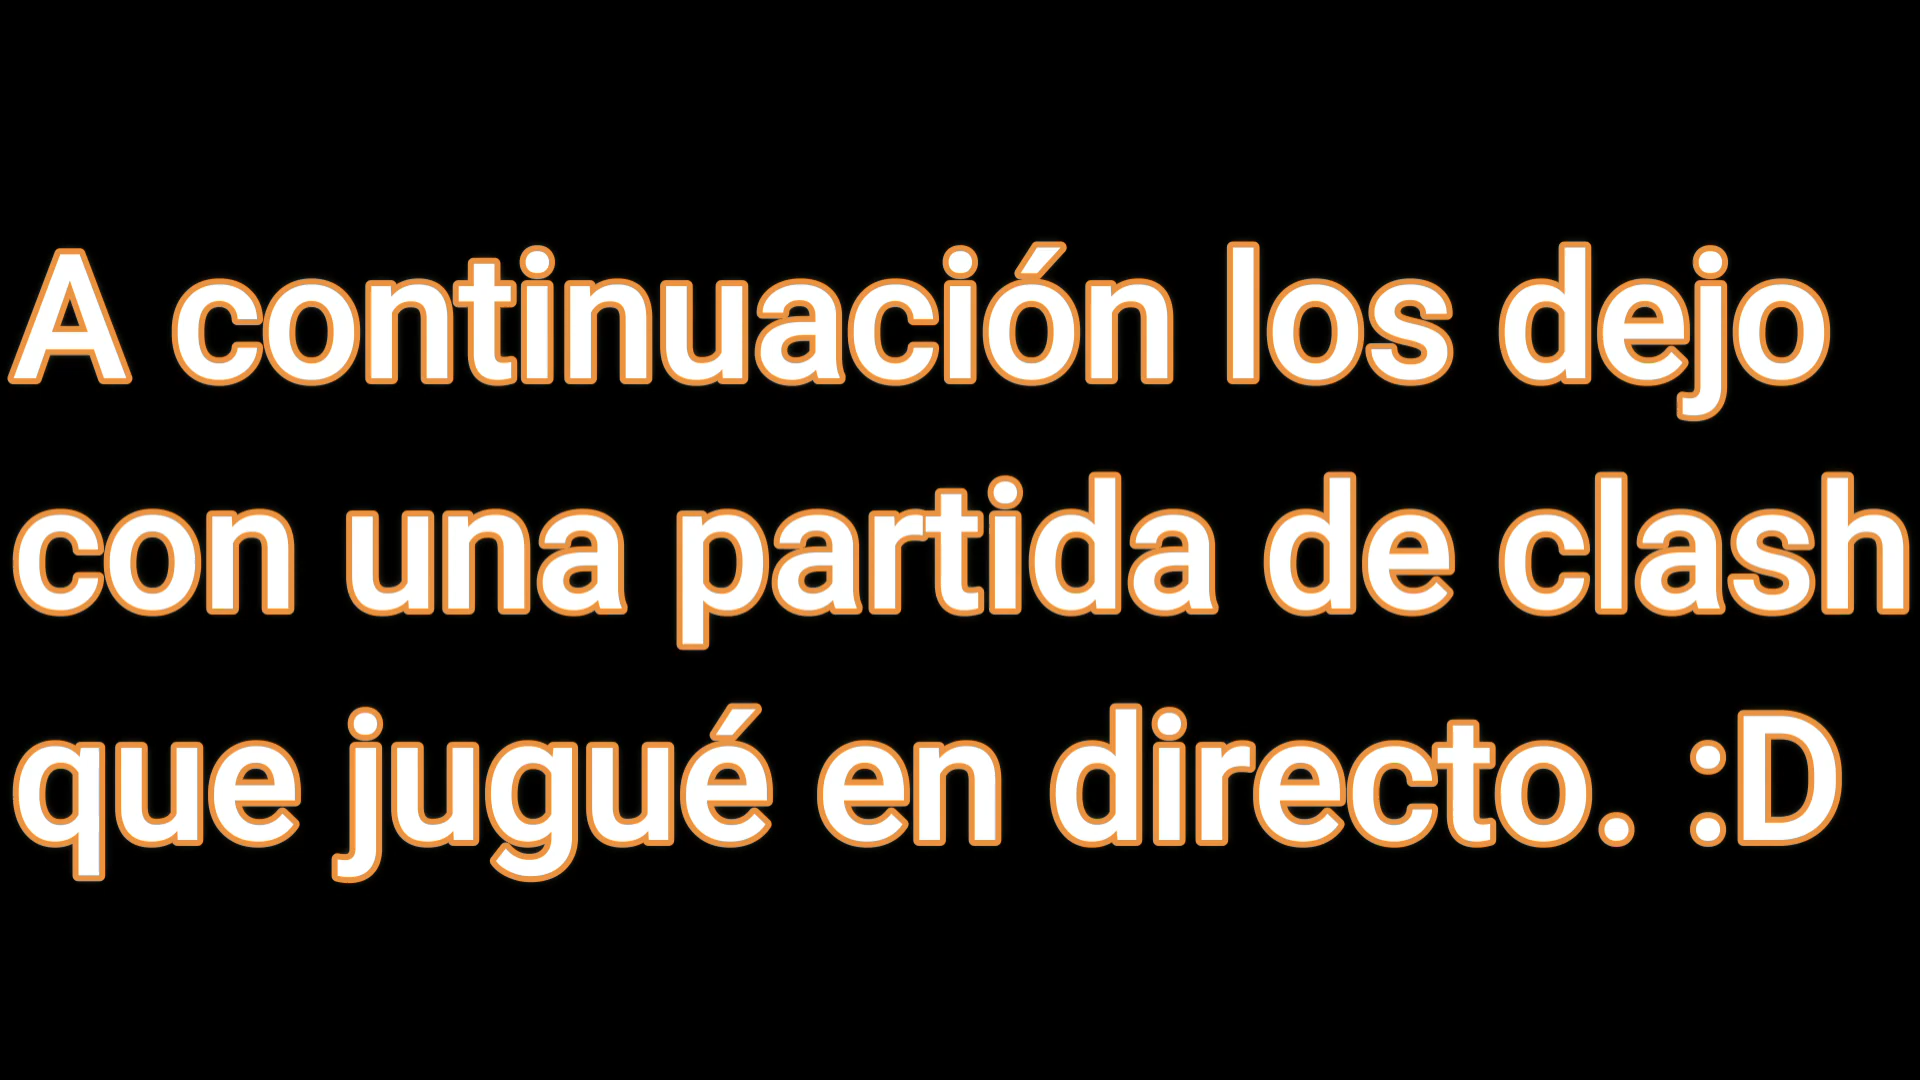 A continuación los dejo
con una partida de clash
que jugué en directo. :D